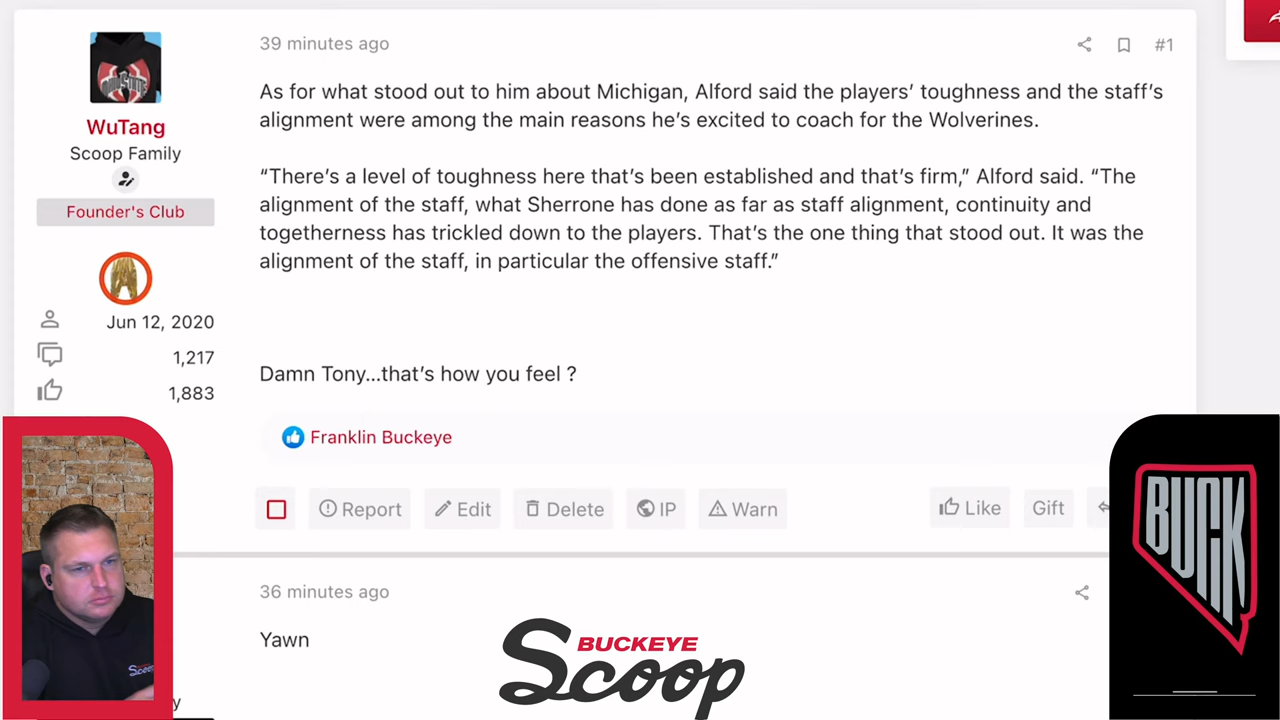 39 minutes ago
#1
As for what stood out to him about Michigan, Alford said the players’ toughness and the staff’s
alignment were among the main reasons he’s excited to coach for the Wolverines.
WuTang
Scoop Family
Founder's Club
“There’s a level of toughness here that’s been established and that’s firm,” Alford said. “The
alignment of the staff, what Sherrone has done as far as staff alignment, continuity and
togetherness has trickled down to the players. That’s the one thing that stood out. It was the
alignment of the staff, in particular the offensive staff.”
Jun 12, 2020
1,217
1,883
Damn Tony...that’s how you feel ?
Franklin Buckeye
Report
Edit
Delete
IP
Warn
Like
Gift
36 minutes ago
Yawn
BUCKEYE
Scoop
BUCK
Scoop
y